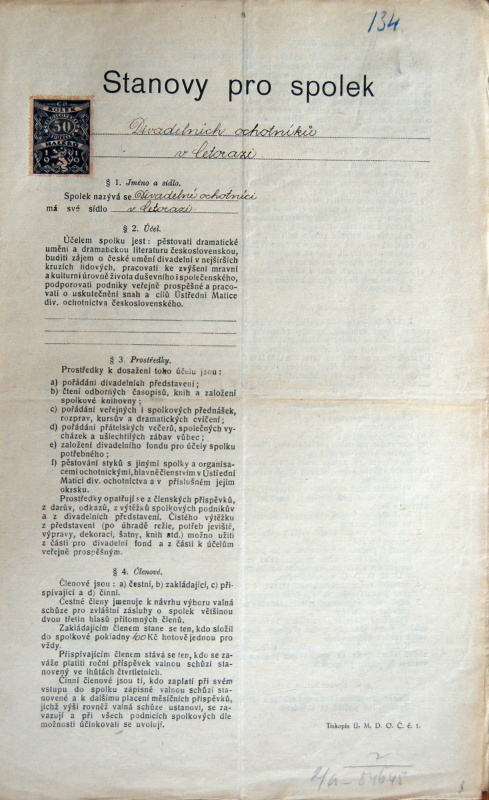 134
Stanovy pro spolek
Divadelních ochotníků
v Letorazi
KOLEK
50
HALÉŘŮ
1919
§ 1. Jméno a sídlo.
Spolek nazývá se Divadelní ochotníci
má své sídlo v Letorazi
§ 2. Účel.
Účelem spolku jest: pěstovati dramatické
umění a dramatickou literaturu československou,
buditi zájem o české umění divadelní v nejširších
kruzích lidových, pracovati ke zvýšení mravní
a kulturní úrovně života duševního i společenského,
podporovati podniky veřejně prospěšné a praco-
vati o uskutečnění snah a cílů Ústřední Matice
div. ochotnictva československého.
§ 3. Prostředky.
Prostředky k dosažení toho účelu jsou:
a) pořádání divadelních představení;
b) čtení odborných časopisů, knih a založení
spolkové knihovny;
c) pořádání veřejných i spolkových přednášek,
rozprav, kursův a dramatických cvičení;
d) pořádání přátelských večerů, společných vy-
cházek a ušlechtilých zábav vůbec;
e) založení divadelního fondu pro účely spolku
potřebného;
f) pěstování styků s jinými spolky a organisa-
cemi ochotnickými, hlavně členstvím v Ústřední
Matici div. ochotnictva a v příslušném jejím
okrsku.
Prostředky opatřují se z členských příspěvků,
z darův, odkazů, z výtěžků spolkových podnikův
a z divadelních představení. Čistého výtěžku
z představení (po úhradě režie, potřeb jeviště,
výpravy, dekorací, šatny, knih atd.) možno užíti
z části pro divadelní fond a z části k účelům
veřejně prospěšným.
§ 4. Členové.
Členové jsou: a) čestní, b) zakládající, c) při-
spívající a d) činní.
Čestné členy jmenuje k návrhu výboru valná
schůze pro zvláštní zásluhy o spolek většinou
dvou třetin hlasů přítomných členů.
Zakládajícím členem stane se ten, kdo složil
do spolkové pokladny Kč hotově jednou pro
vždy.
Přispívajícím členem stává se ten, kdo se za-
váže platiti roční příspěvek valnou schůzí sta-
novený ve lhůtách čtvrtletních.
Činní členové jsou ti, kdo zaplatí při svém
vstupu do spolku zápisné valnou schůzí stano-
vené a k dalšímu placení měsíčních příspěvků,
jichž výši rovněž valná schůze ustanoví, se za-
vazují a při všech podnicích spolkových dle
možnosti účinkovati se uvolují.
Tiskopis Ú. M. D. O. Č. č. 1.